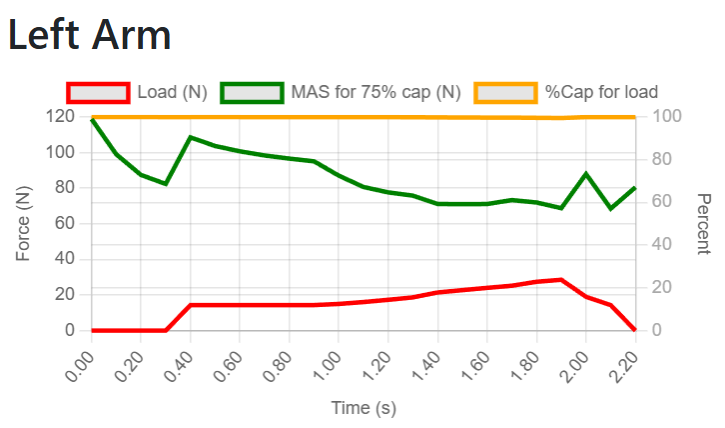 Left Arm
Load (N) MAS for 75% cap (N) %Cap for load
120 100
100 80
80 60
60 40
40 20
20 0
0
Force (N)
Percent
0.00 0.20 0.40 0.60 0.80 1.00 1.20 1.40 1.60 1.80 2.00 2.20
Time (s)